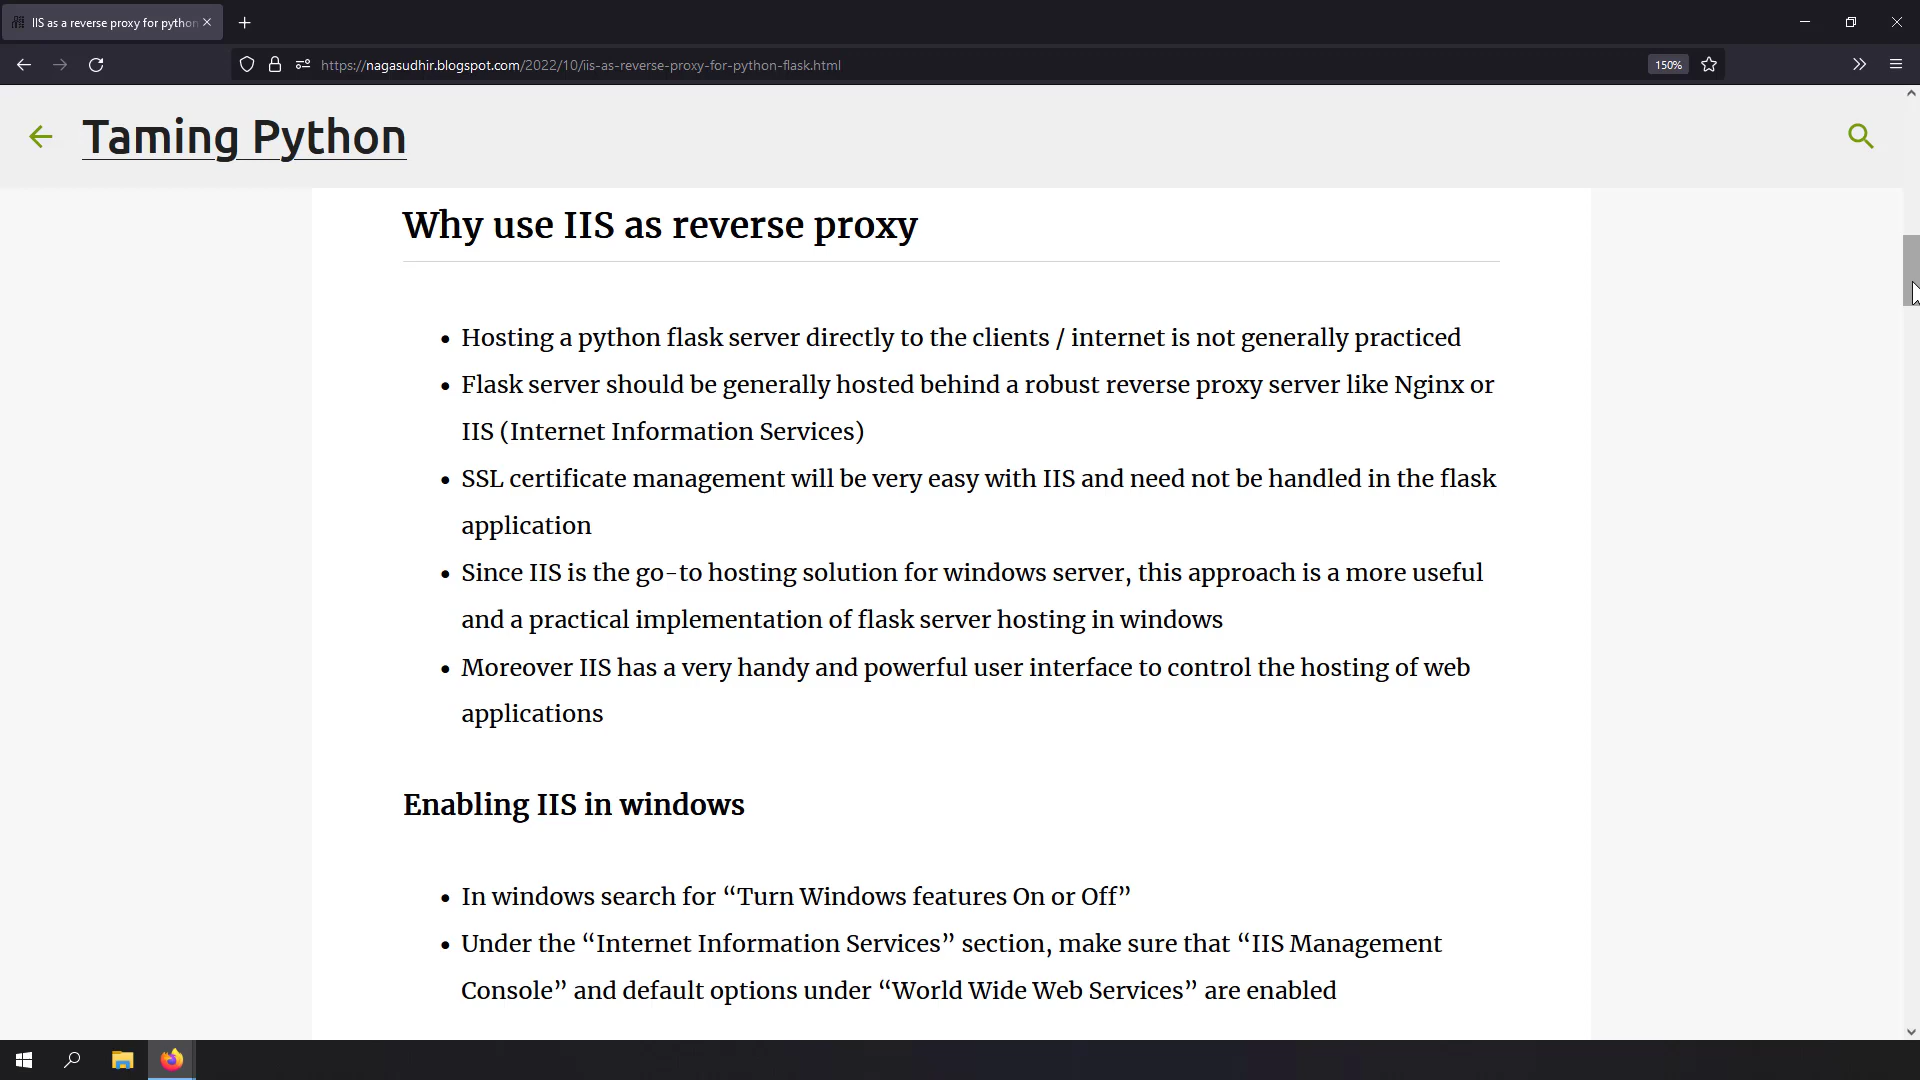 IIS as a reverse proxy for python
https://nagasudhir.blogspot.com/2022/10/iis-as-reverse-proxy-for-python-flask.html
150%
Taming Python
Why use IIS as reverse proxy
• Hosting a python flask server directly to the clients / internet is not generally practiced
• Flask server should be generally hosted behind a robust reverse proxy server like Nginx or
IIS (Internet Information Services)
• SSL certificate management will be very easy with IIS and need not be handled in the flask
application
• Since IIS is the go-to hosting solution for windows server, this approach is a more useful
and a practical implementation of flask server hosting in windows
• Moreover IIS has a very handy and powerful user interface to control the hosting of web
applications
Enabling IIS in windows
• In windows search for “Turn Windows features On or Off”
• Under the “Internet Information Services” section, make sure that “IIS Management
Console” and default options under “World Wide Web Services” are enabled